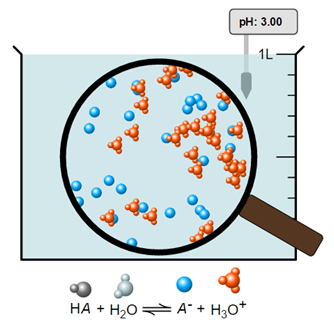 pH: 3.00
1L
HA + H₂O ⇌ A⁻ + H₃O⁺